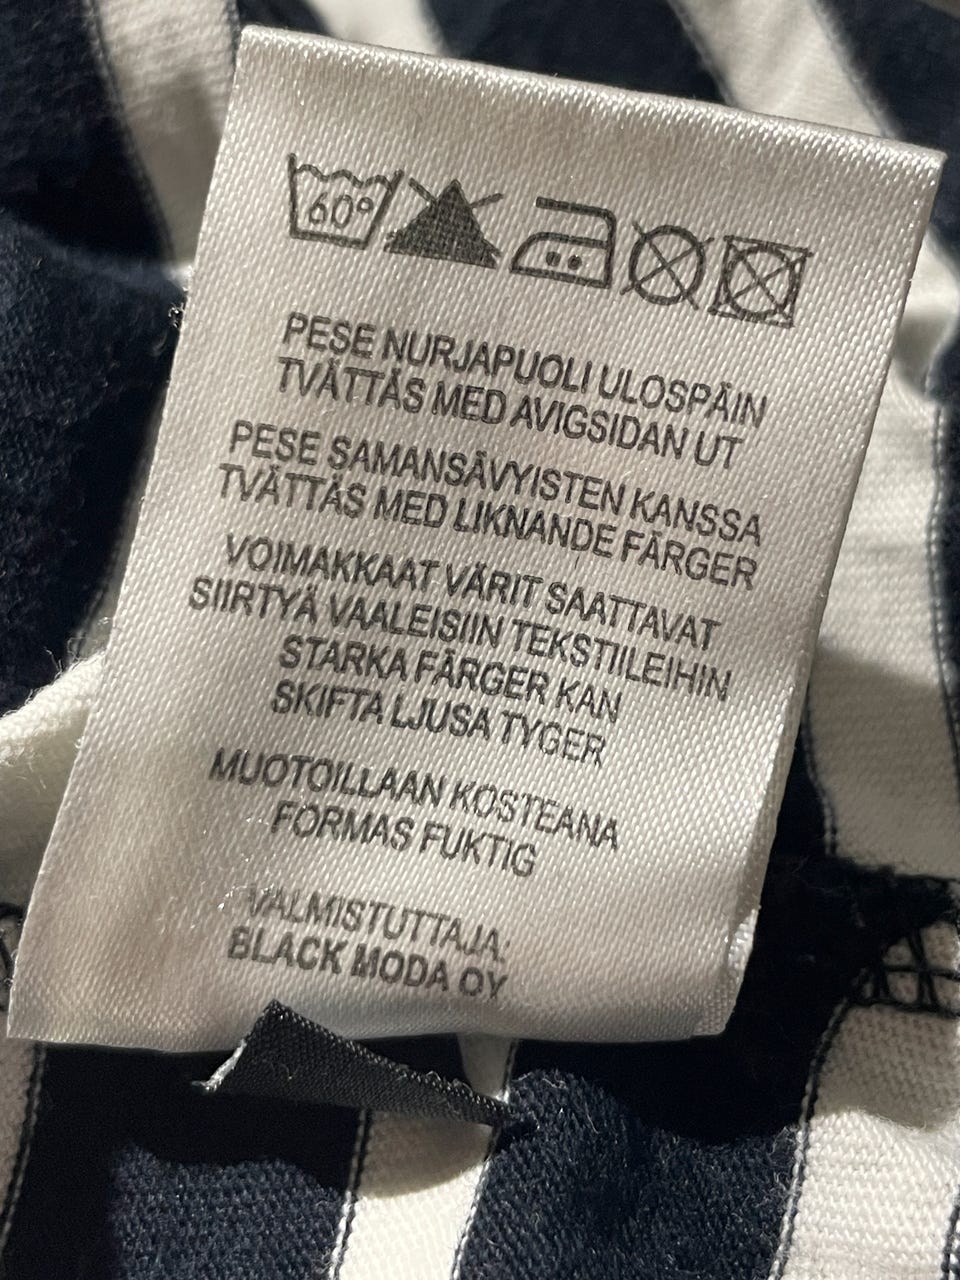 60°
PESE NURJAPUOLI ULOSPÄIN
TVÄTTÄS MED AVIGSIDAN UT
PESE SAMANSÄVYISTEN KANSSA
TVÄTTÄS MED LIKNANDE FÄRGER
VOIMAKKAAT VÄRIT SAATTAVAT
SIIRTYÄ VAALEISIIN TEKSTIILEIHIN
STARKA FÄRGER KAN
SKIFTA LJUSA TYGER
MUOTOILLAAN KOSTEANA
FORMAS FUKTIG
VALMISTUTTAJA:
BLACK MODA OY